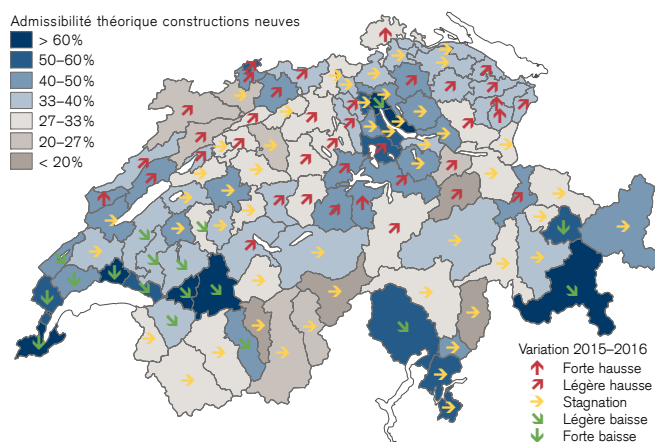 Admissibilité théorique constructions neuves
> 60%
50–60%
40–50%
33–40%
27–33%
20–27%
< 20%
Variation 2015–2016
Forte hausse
Légère hausse
Stagnation
Légère baisse
Forte baisse